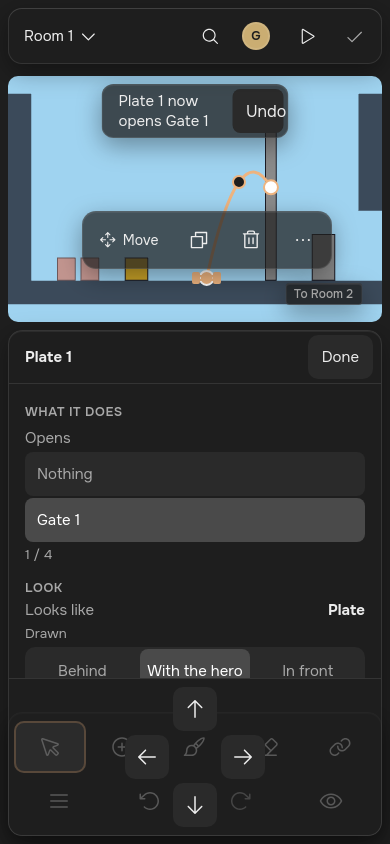 Room 1
G
Plate 1 now
opens Gate 1
Undo
Move
To Room 2
Plate 1
Done
WHAT IT DOES
Opens
Nothing
Gate 1
1 / 4
LOOK
Looks like
Plate
Drawn
Behind
With the hero
In front